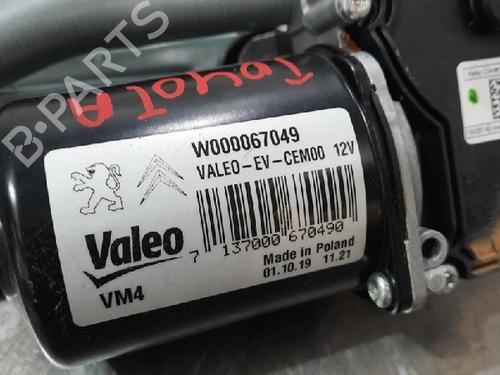 B-PARTS
TOYOTA
W000067049
VALEO-EV-CEM00 12V
Valeo
7 137000 670490
Made in Poland
01.10.19 11.21
VM4